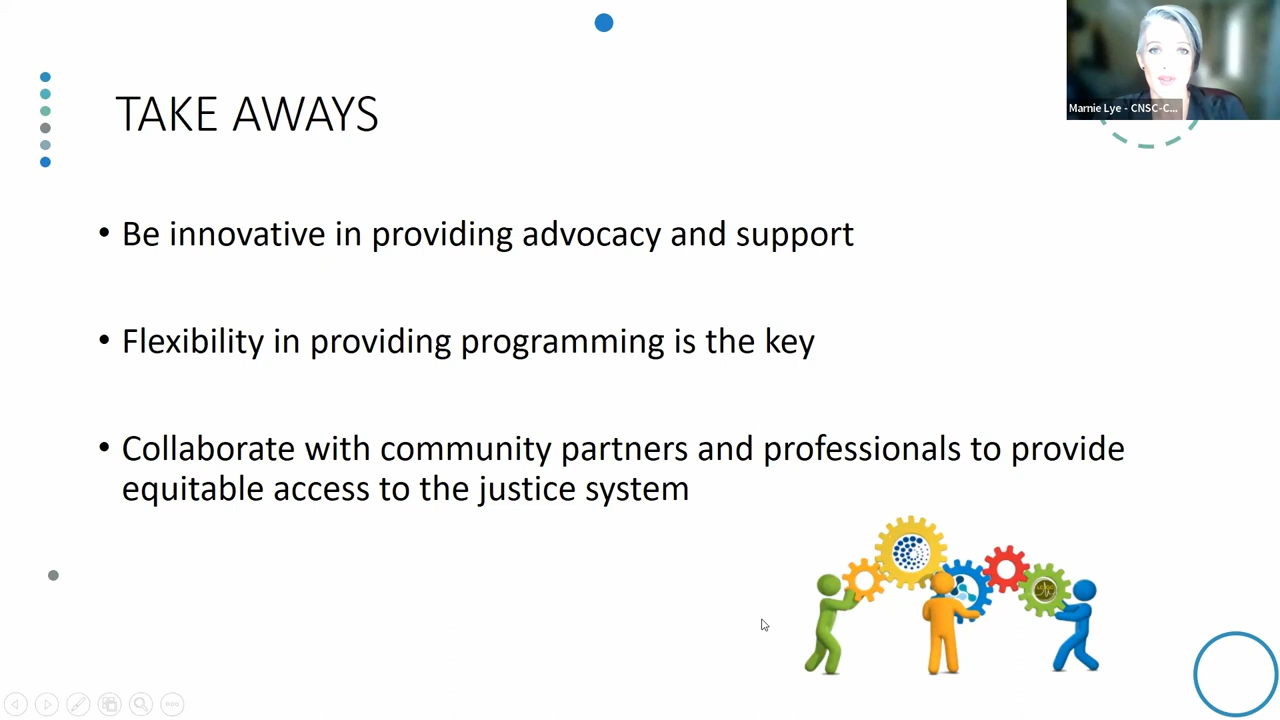 Marnie Lye - CNSC-C...
TAKE AWAYS
• Be innovative in providing advocacy and support
• Flexibility in providing programming is the key
• Collaborate with community partners and professionals to provide
equitable access to the justice system